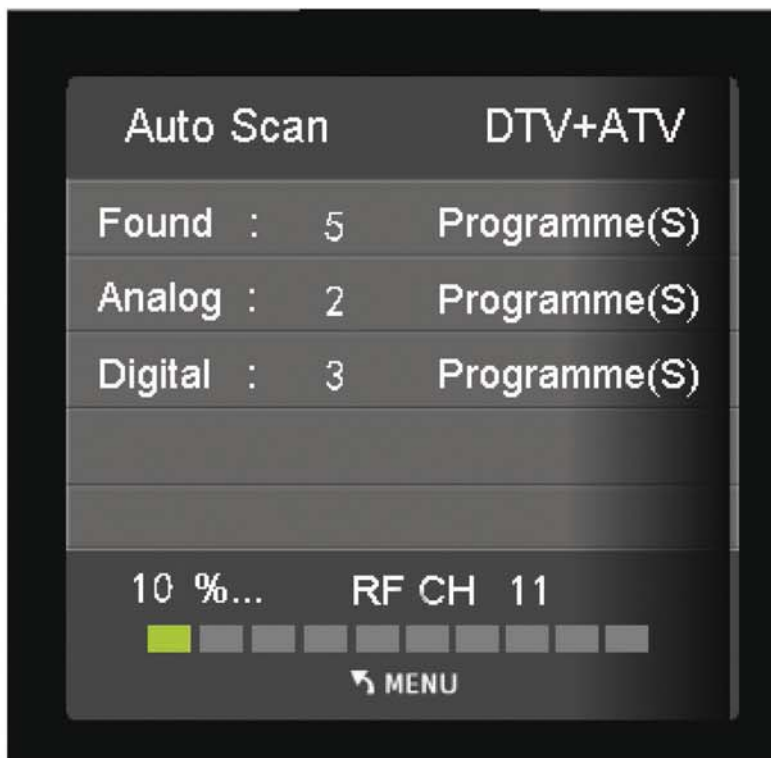 Auto Scan DTV+ATV
Found : 5 Programme(S)
Analog : 2 Programme(S)
Digital : 3 Programme(S)
10 %... RF CH 11
MENU